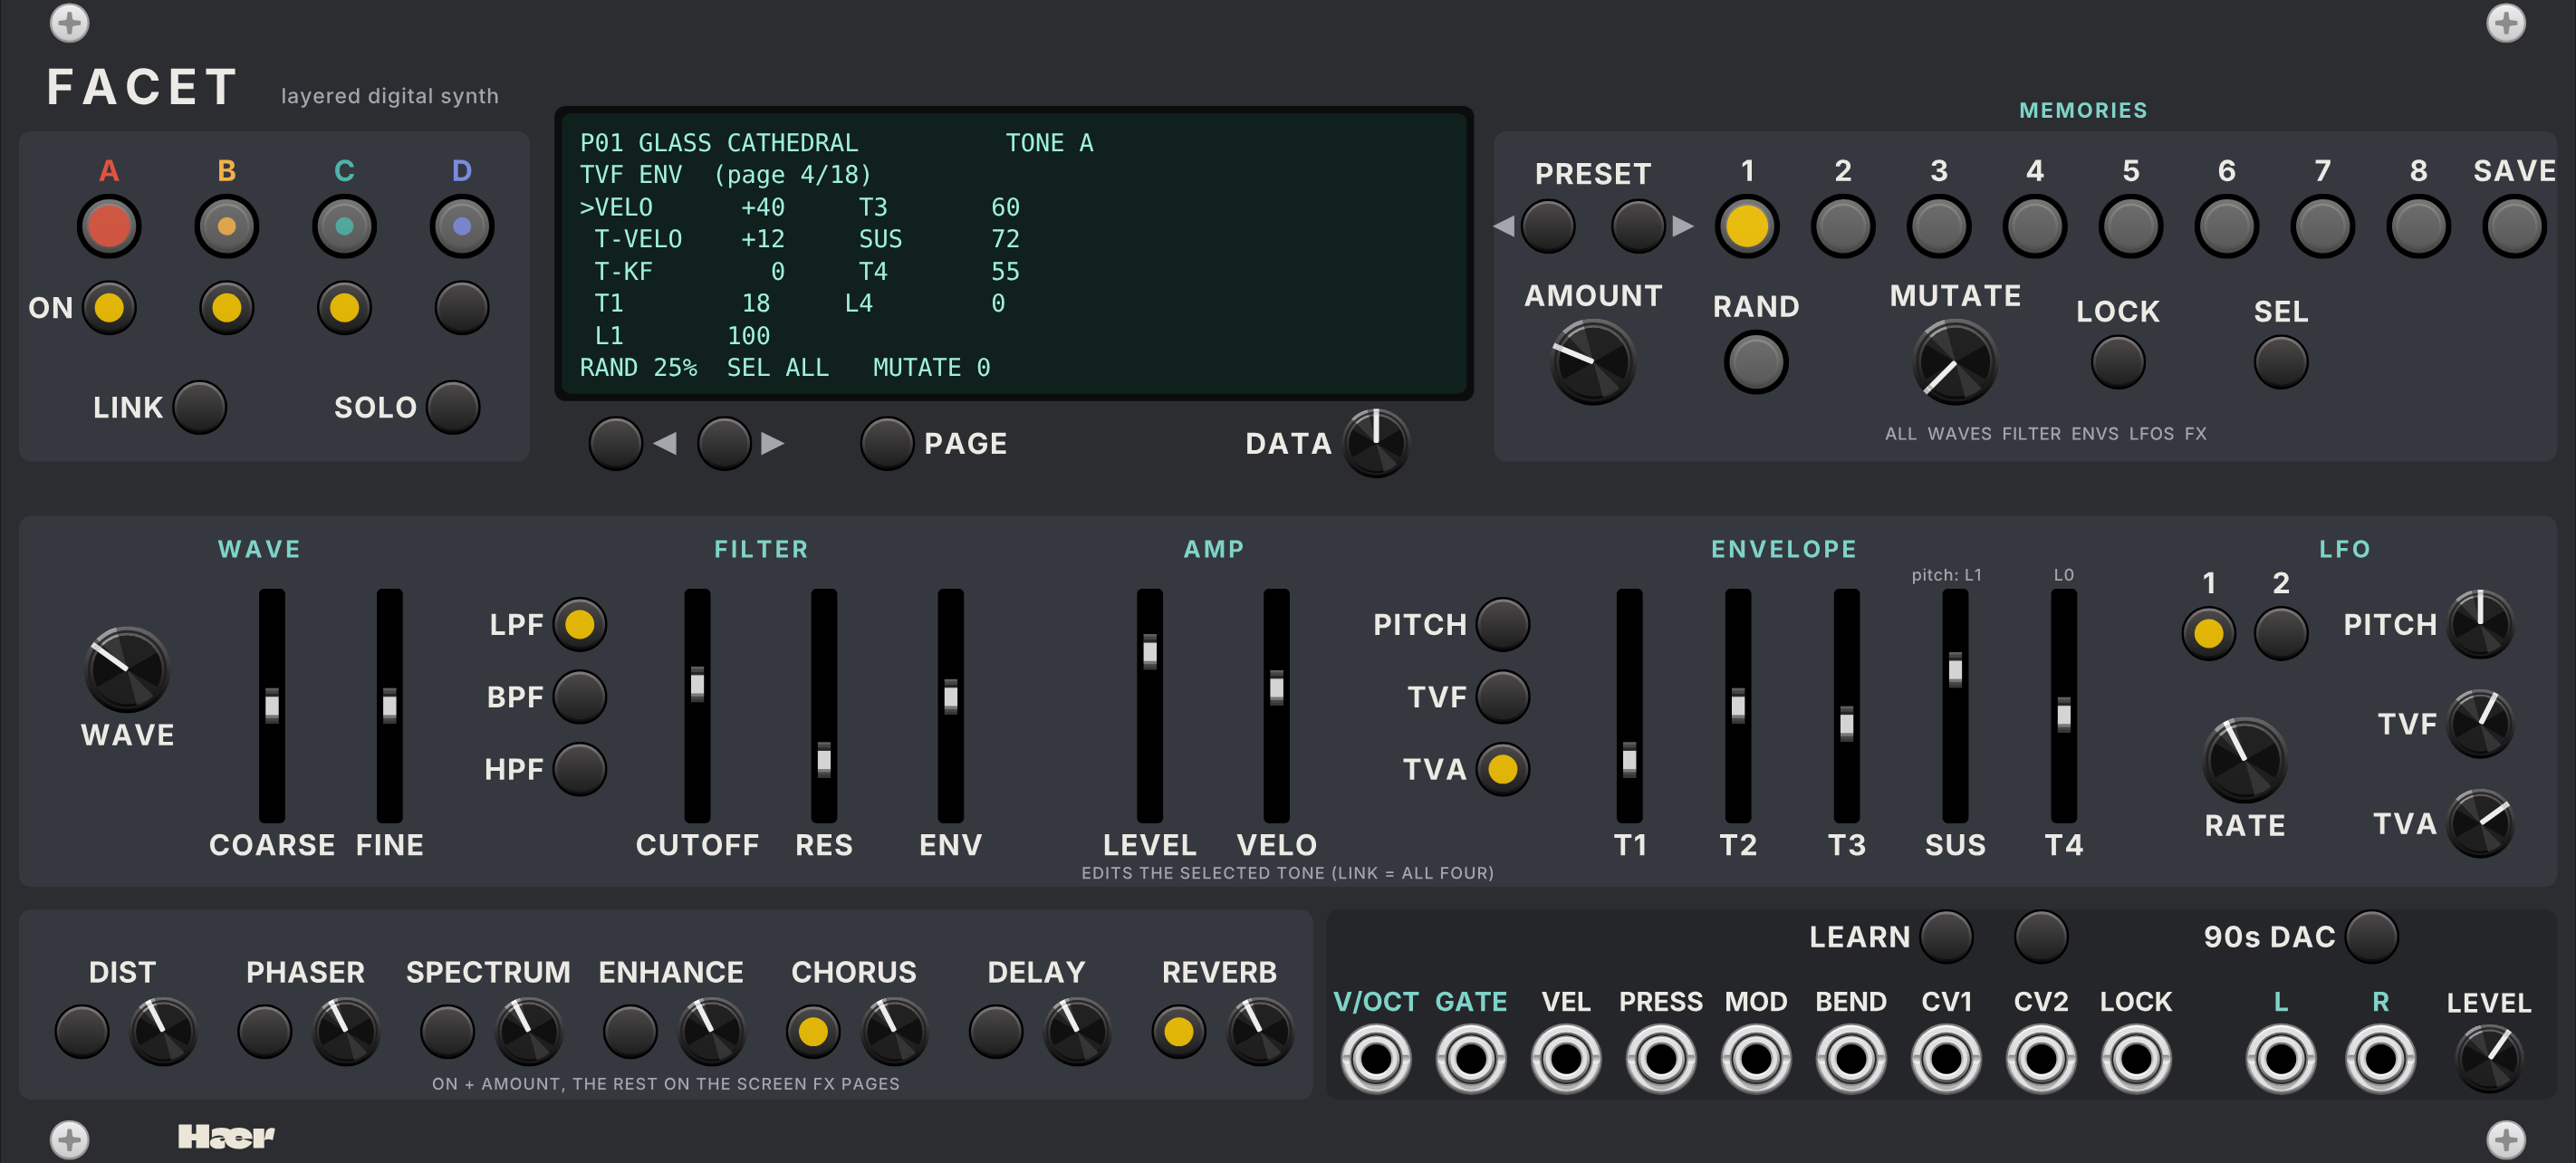 FACET layered digital synth
A B C D
ON
LINK SOLO
P01 GLASS CATHEDRAL TONE A
TVF ENV (page 4/18)
>VELO +40 T3 60
T-VELO +12 SUS 72
T-KF 0 T4 55
T1 18 L4 0
L1 100
RAND 25% SEL ALL MUTATE 0
PAGE DATA
MEMORIES
PRESET 1 2 3 4 5 6 7 8 SAVE
AMOUNT RAND MUTATE LOCK SEL
ALL WAVES FILTER ENVS LFOS FX
WAVE FILTER AMP ENVELOPE LFO
pitch: L1 L0
1 2
LPF PITCH PITCH
BPF TVF TVF
HPF TVA TVA
WAVE
RATE
COARSE FINE CUTOFF RES ENV LEVEL VELO T1 T2 T3 SUS T4
EDITS THE SELECTED TONE (LINK = ALL FOUR)
DIST PHASER SPECTRUM ENHANCE CHORUS DELAY REVERB
ON + AMOUNT, THE REST ON THE SCREEN FX PAGES
LEARN 90s DAC
V/OCT GATE VEL PRESS MOD BEND CV1 CV2 LOCK L R LEVEL
Hær